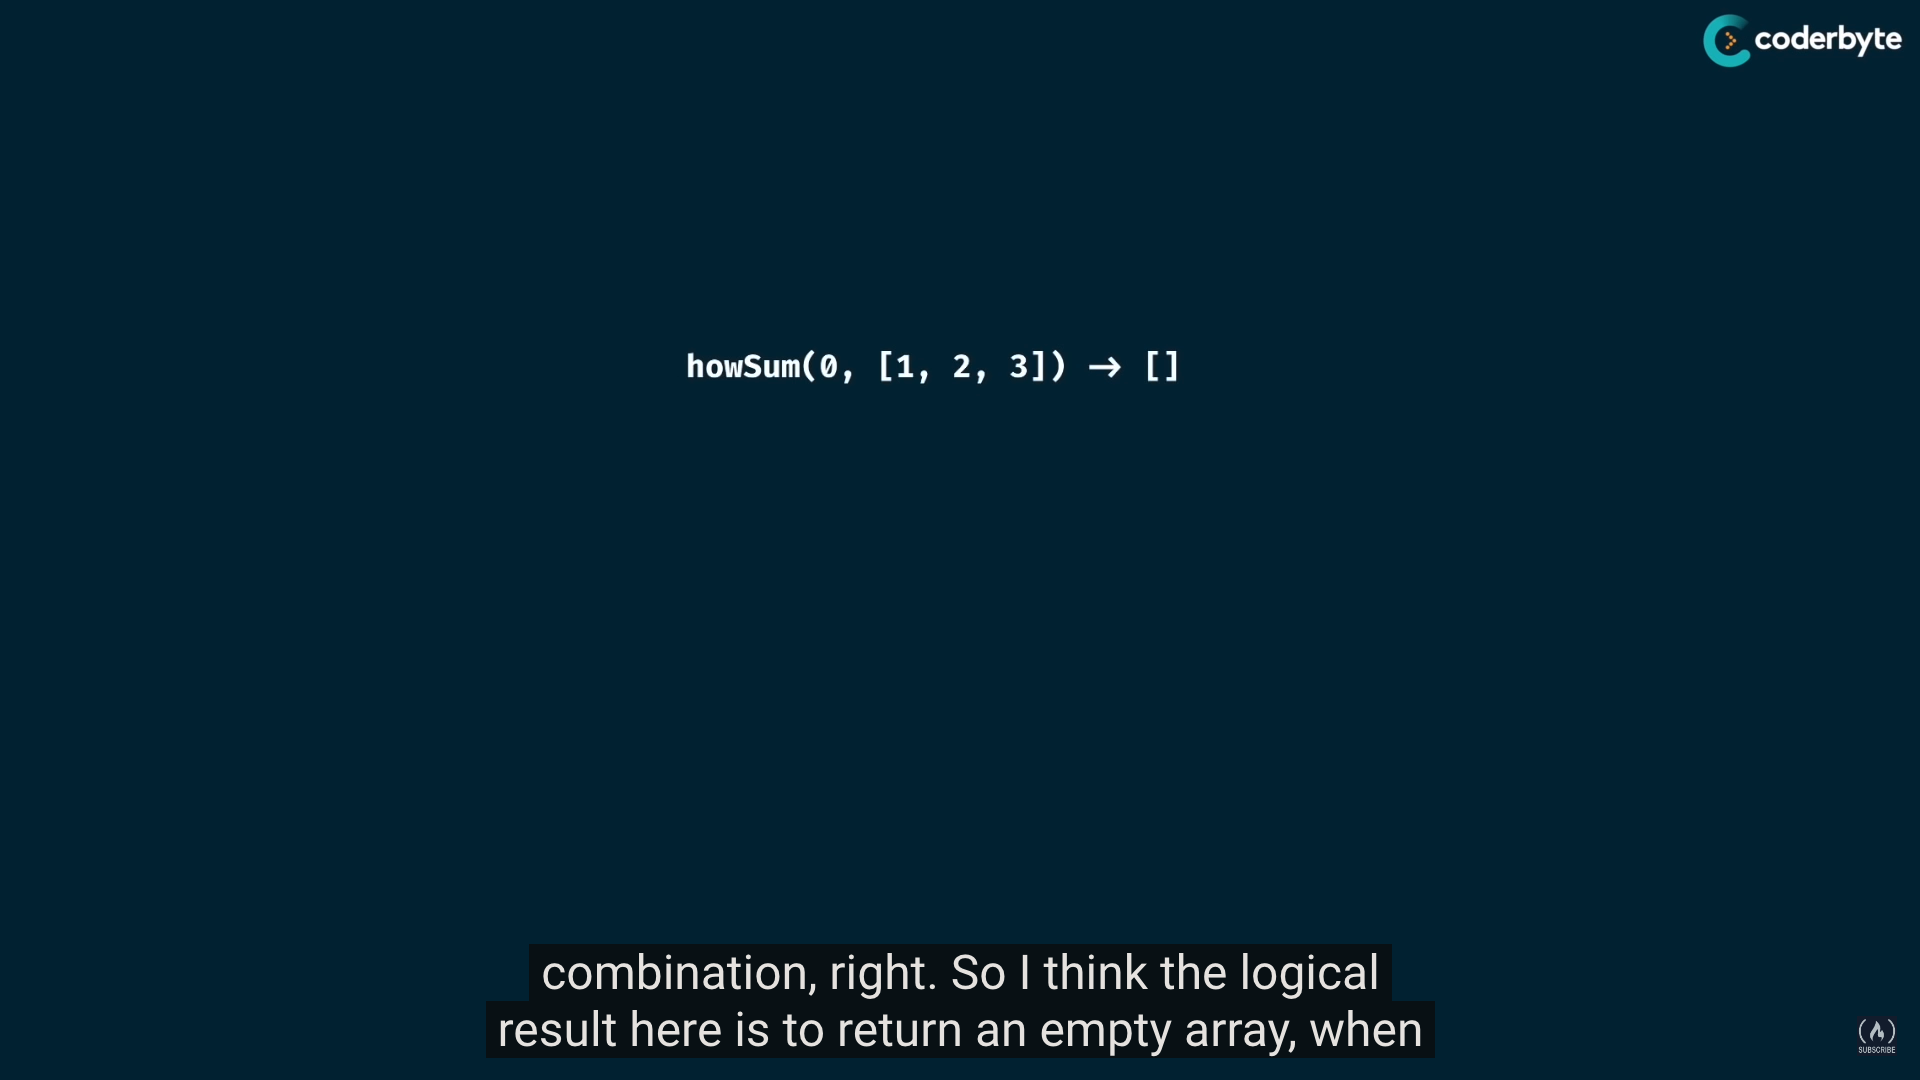 coderbyte
howSum(0, [1, 2, 3]) → []
combination, right. So I think the logical
result here is to return an empty array, when
SUBSCRIBE